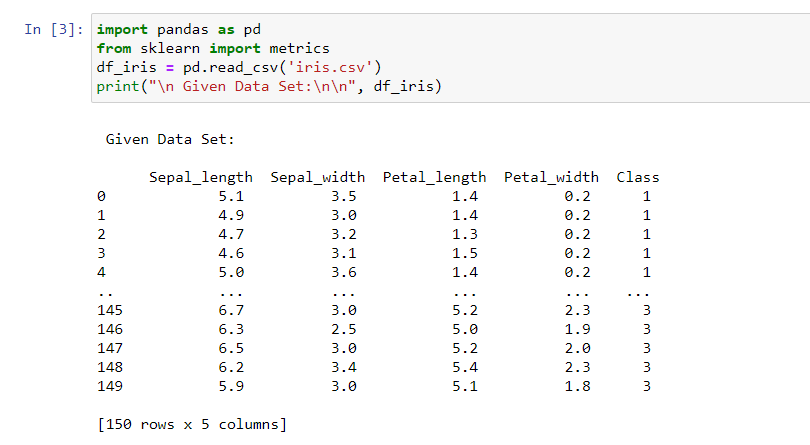 In [3]: import pandas as pd
from sklearn import metrics
df_iris = pd.read_csv('iris.csv')
print("\n Given Data Set:\n\n", df_iris)
Given Data Set:
Sepal_length Sepal_width Petal_length Petal_width Class
0 5.1 3.5 1.4 0.2 1
1 4.9 3.0 1.4 0.2 1
2 4.7 3.2 1.3 0.2 1
3 4.6 3.1 1.5 0.2 1
4 5.0 3.6 1.4 0.2 1
.. ... ... ... ... ...
145 6.7 3.0 5.2 2.3 3
146 6.3 2.5 5.0 1.9 3
147 6.5 3.0 5.2 2.0 3
148 6.2 3.4 5.4 2.3 3
149 5.9 3.0 5.1 1.8 3
[150 rows x 5 columns]